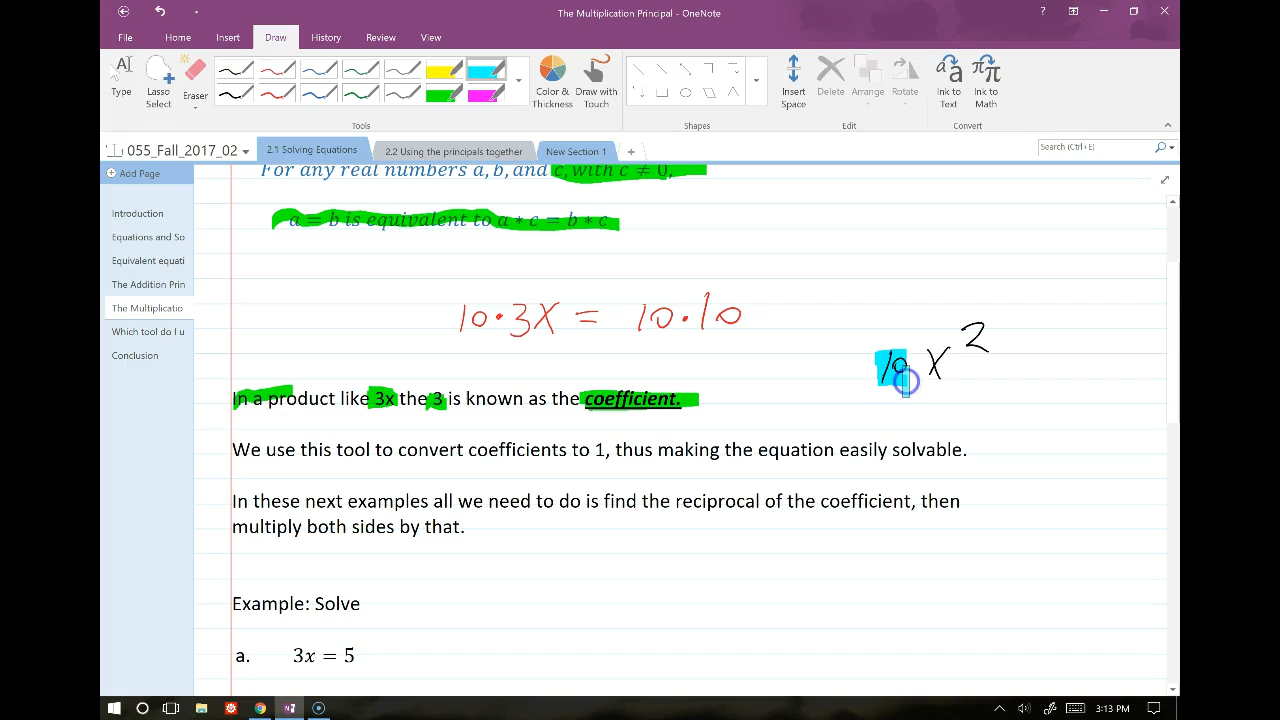 The Multiplication Principal - OneNote
?
File Home Insert Draw History Review View
Type
Lasso Select
Eraser
Color & Thickness
Draw with Touch
Insert Space
Delete
Arrange
Rotate
Ink to Text
Ink to Math
Tools Shapes Edit Convert
055_Fall_2017_02 2.1 Solving Equations 2.2 Using the principals together New Section 1 +
Search (Ctrl+E)
Add Page
Introduction
Equations and So
Equivalent equati
The Addition Prin
The Multiplicatio
Which tool do I u
Conclusion
For any real numbers a, b, and c, with c ≠ 0,
a = b is equivalent to a * c = b * c
10·3X = 10·10
10 X²
In a product like 3x the 3 is known as the coefficient.
We use this tool to convert coefficients to 1, thus making the equation easily solvable.
In these next examples all we need to do is find the reciprocal of the coefficient, then
multiply both sides by that.
Example: Solve
a. 3x = 5
3:13 PM